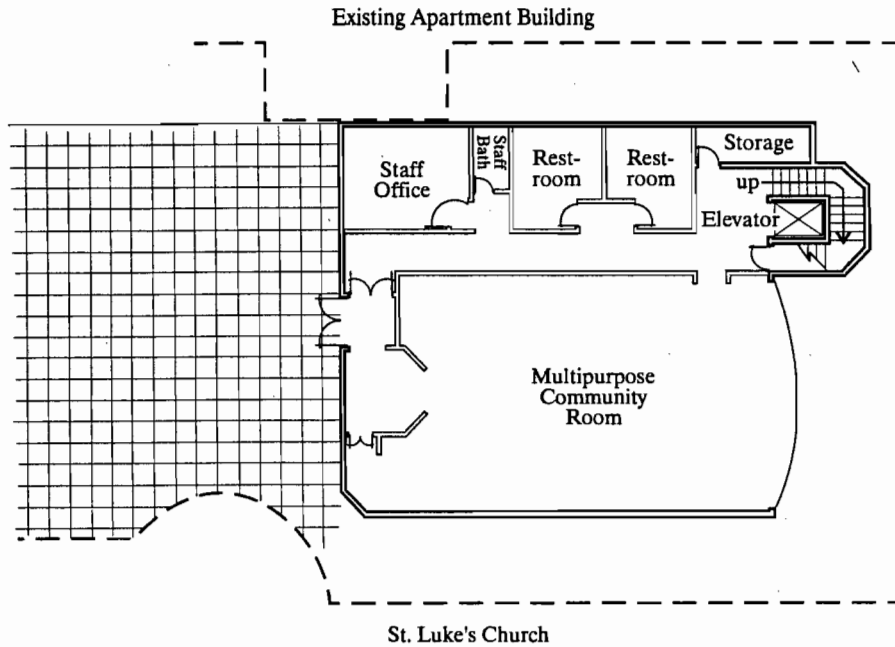 Existing Apartment Building
Staff
Office
Staff
Bath
Rest-
room
Rest-
room
Storage
up
Elevator
Multipurpose
Community
Room
St. Luke's Church